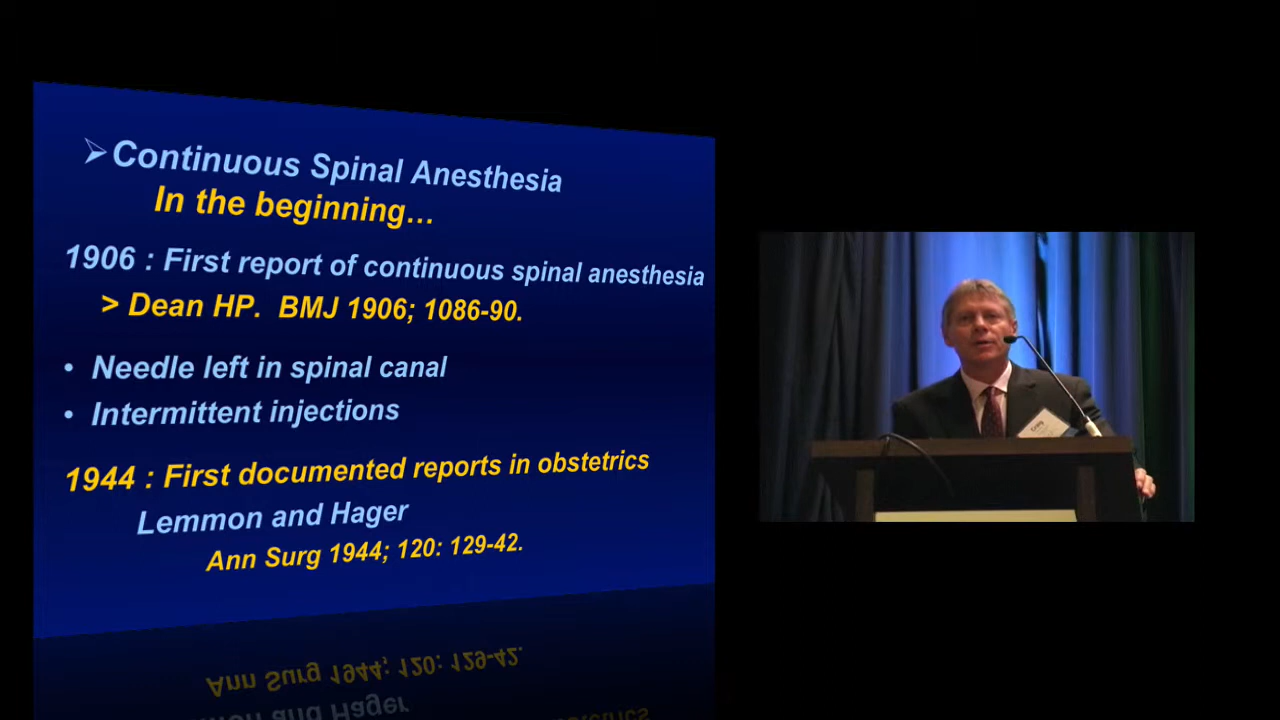 ➢ Continuous Spinal Anesthesia
In the beginning…
1906 : First report of continuous spinal anesthesia
> Dean HP. BMJ 1906; 1086-90.
• Needle left in spinal canal
• Intermittent injections
1944 : First documented reports in obstetrics
Lemmon and Hager
Ann Surg 1944; 120: 129-42.